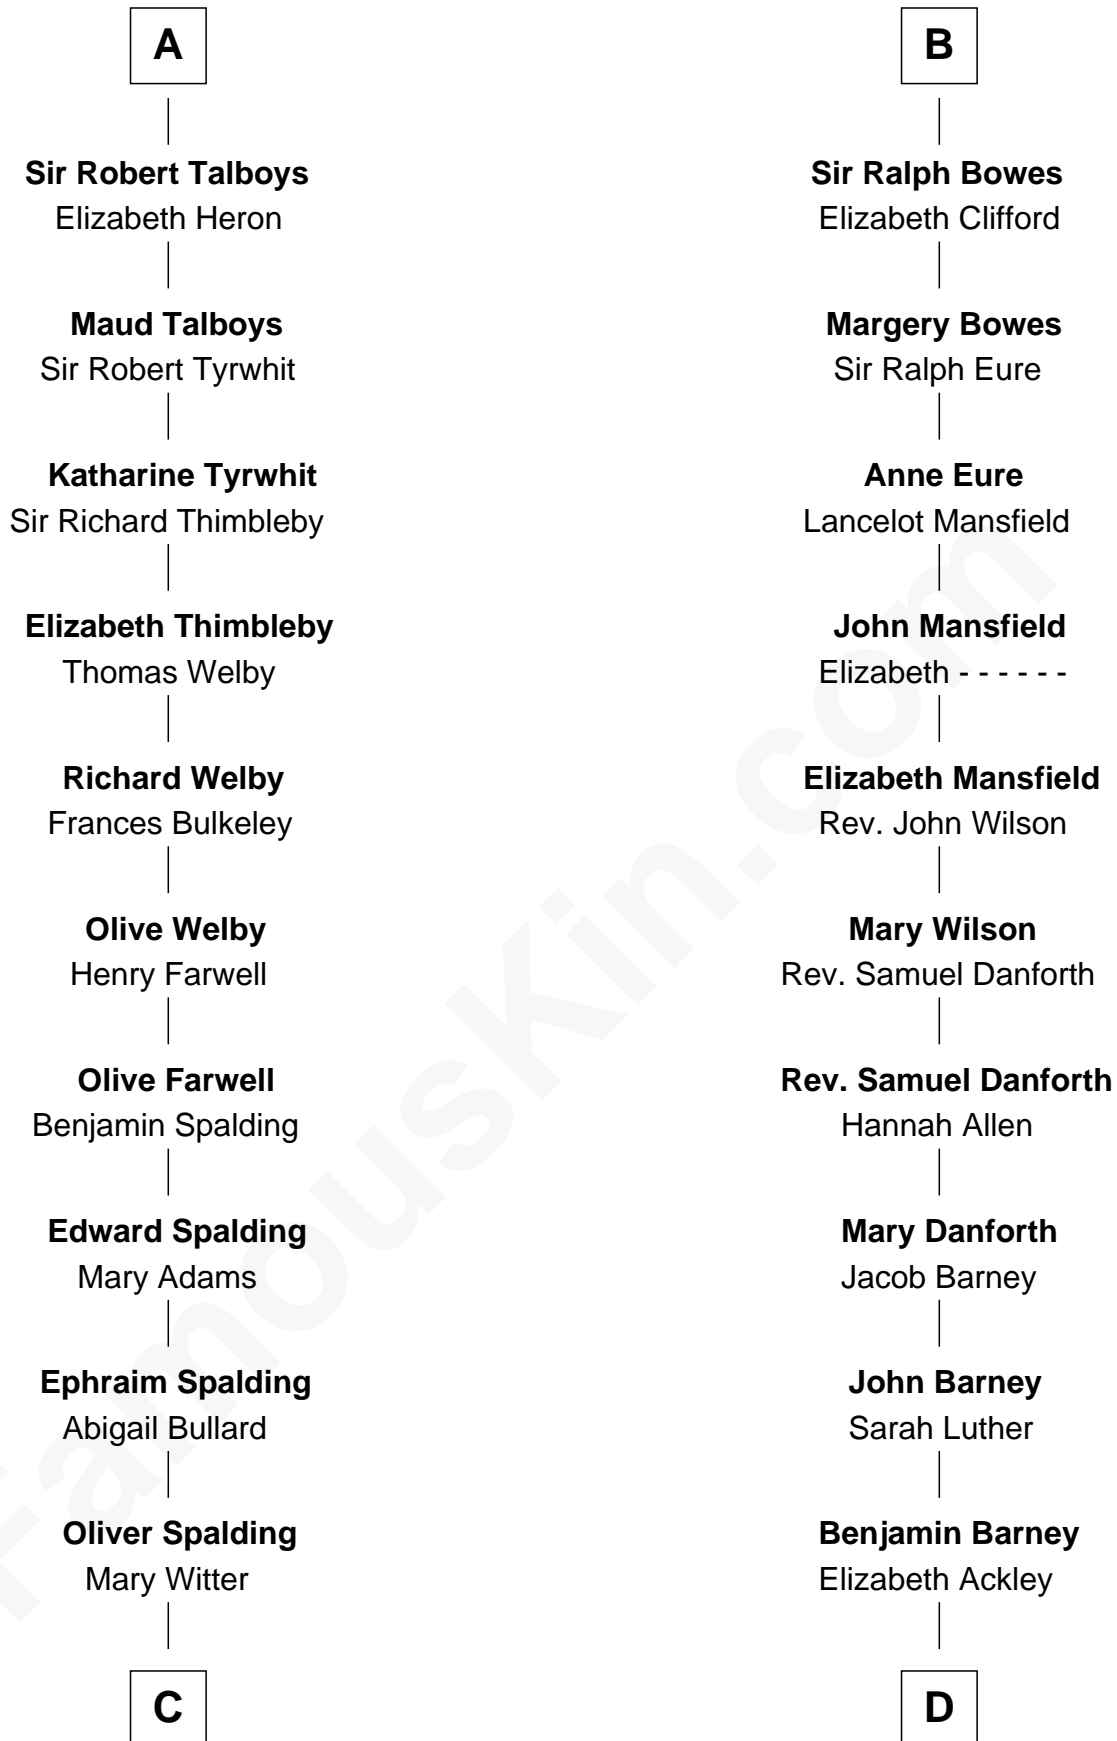 A
Sir Robert Talboys
Elizabeth Heron
Maud Talboys
Sir Robert Tyrwhit
Katharine Tyrwhit
Sir Richard Thimbleby
Elizabeth Thimbleby
Thomas Welby
Richard Welby
Frances Bulkeley
Olive Welby
Henry Farwell
Olive Farwell
Benjamin Spalding
Edward Spalding
Mary Adams
Ephraim Spalding
Abigail Bullard
Oliver Spalding
Mary Witter
C
B
Sir Ralph Bowes
Elizabeth Clifford
Margery Bowes
Sir Ralph Eure
Anne Eure
Lancelot Mansfield
John Mansfield
Elizabeth - - - - - -
Elizabeth Mansfield
Rev. John Wilson
Mary Wilson
Rev. Samuel Danforth
Rev. Samuel Danforth
Hannah Allen
Mary Danforth
Jacob Barney
John Barney
Sarah Luther
Benjamin Barney
Elizabeth Ackley
D
FamousKin.com